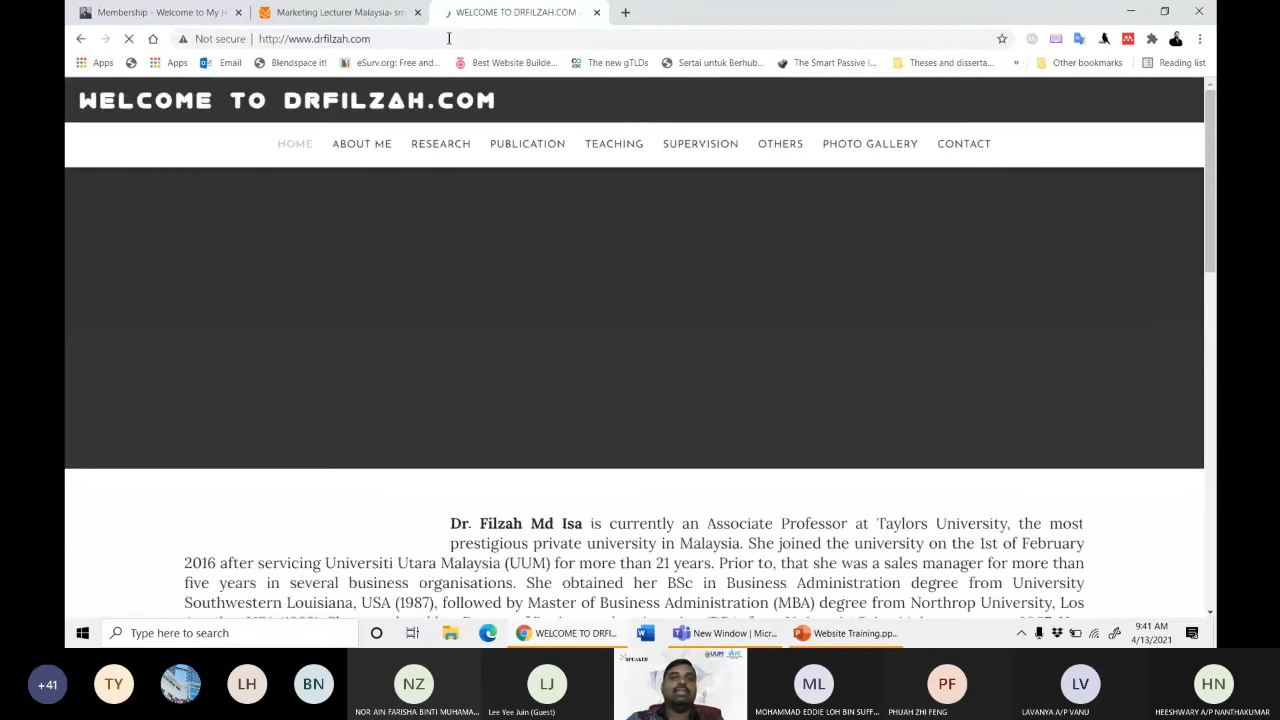 Membership - Welcome to My H
Marketing Lecturer Malaysia› sm
WELCOME TO DRFILZAH.COM -
Not secure | http://www.drfilzah.com
Apps
Apps
Email
Blendspace it!
eSurv.org: Free and...
Best Website Builde...
The new gTLDs
Sertai untuk Berhub...
The Smart Passive I...
Theses and disserta...
»
Other bookmarks
Reading list
WELCOME TO DRFILZAH.COM
HOME ABOUT ME RESEARCH PUBLICATION TEACHING SUPERVISION OTHERS PHOTO GALLERY CONTACT
Dr. Filzah Md Isa is currently an Associate Professor at Taylors University, the most
prestigious private university in Malaysia. She joined the university on the 1st of February
2016 after servicing Universiti Utara Malaysia (UUM) for more than 21 years. Prior to, that she was a sales manager for more than
five years in several business organisations. She obtained her BSc in Business Administration degree from University
Southwestern Louisiana, USA (1987), followed by Master of Business Administration (MBA) degree from Northrop University, Los
Type here to search
WELCOME TO DRFI...
New Window | Micr...
Website Training.pp...
9:41 AM
4/13/2021
SPEAKER
UUM
+41
TY
LH
BN
NZ
LJ
ML
PF
LV
HN
NOR AIN FARISHA BINTI MUHAMA...
Lee Yee Juin (Guest)
MOHAMMAD EDDIE LOH BIN SUFF...
PHUAH ZHI FENG
LAVANYA A/P VANU
HEESHWARY A/P NANTHAKUMAR